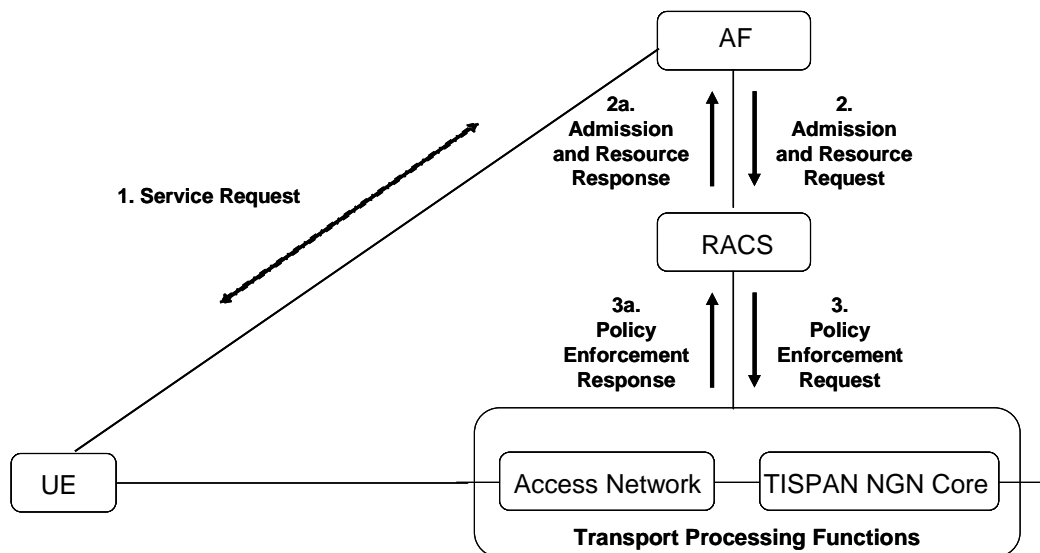 AF
2a.
Admission
and Resource
Response
2.
Admission
and Resource
Request
1. Service Request
RACS
3a.
Policy
Enforcement
Response
3.
Policy
Enforcement
Request
UE
Access Network
TISPAN NGN Core
Transport Processing Functions